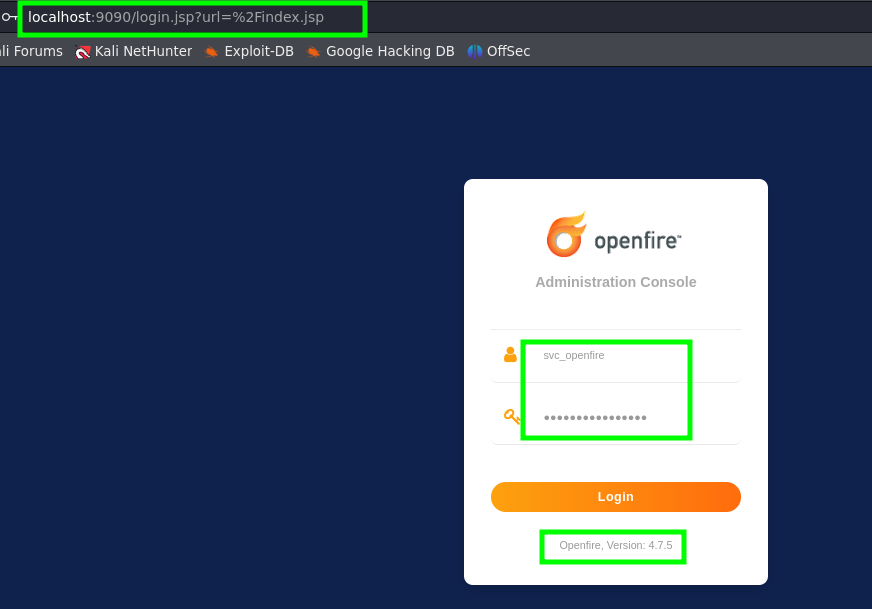 localhost:9090/login.jsp?url=%2Findex.jsp
li Forums Kali NetHunter Exploit-DB Google Hacking DB OffSec
openfire™
Administration Console
svc_openfire
••••••••••••••••
Login
Openfire, Version: 4.7.5